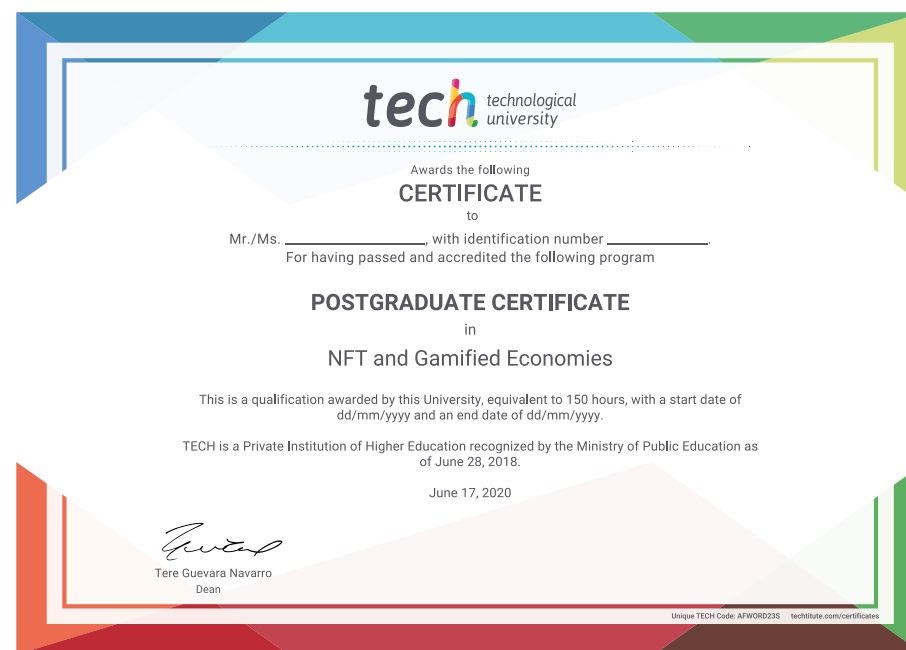 tech technological
university
Awards the following
CERTIFICATE
to
Mr./Ms. ____________________, with identification number ______________.
For having passed and accredited the following program
POSTGRADUATE CERTIFICATE
in
NFT and Gamified Economies
This is a qualification awarded by this University, equivalent to 150 hours, with a start date of
dd/mm/yyyy and an end date of dd/mm/yyyy.
TECH is a Private Institution of Higher Education recognized by the Ministry of Public Education as
of June 28, 2018.
June 17, 2020
Tere Guevara Navarro
Dean
Unique TECH Code: AFWORD23S techtitute.com/certificates